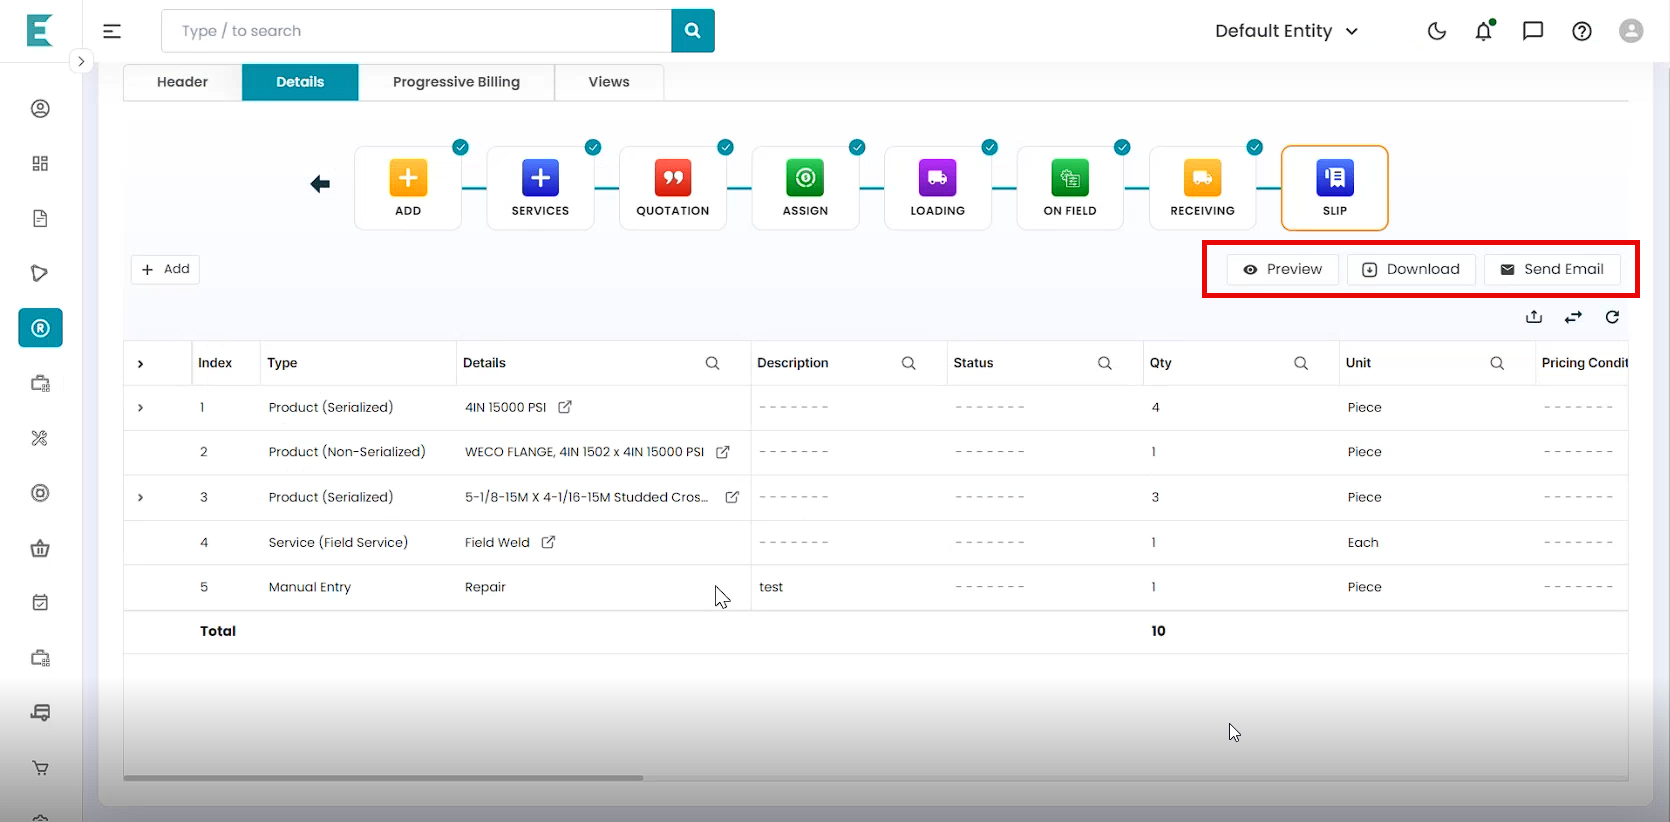 E
Type / to search
Default Entity
Header Details Progressive Billing Views
ADD SERVICES QUOTATION ASSIGN LOADING ON FIELD RECEIVING SLIP
+ Add Preview Download Send Email
Index Type Details Description Status Qty Unit Pricing Condit
1 Product (Serialized) 4IN 15000 PSI ------- ------- 4 Piece -------
2 Product (Non-Serialized) WECO FLANGE, 4IN 1502 x 4IN 15000 PSI ------- ------- 1 Piece -------
3 Product (Serialized) 5-1/8-15M X 4-1/16-15M Studded Cros... ------- ------- 3 Piece -------
4 Service (Field Service) Field Weld ------- ------- 1 Each -------
5 Manual Entry Repair test ------- 1 Piece -------
Total 10